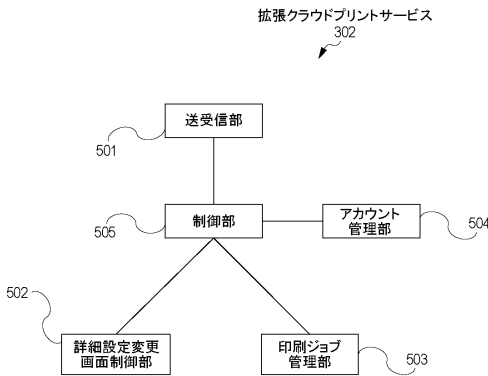 拡張クラウドプリントサービス
302
送受信部
501
制御部
505
アカウント
管理部
504
502
詳細設定変更
画面制御部
印刷ジョブ
管理部
503